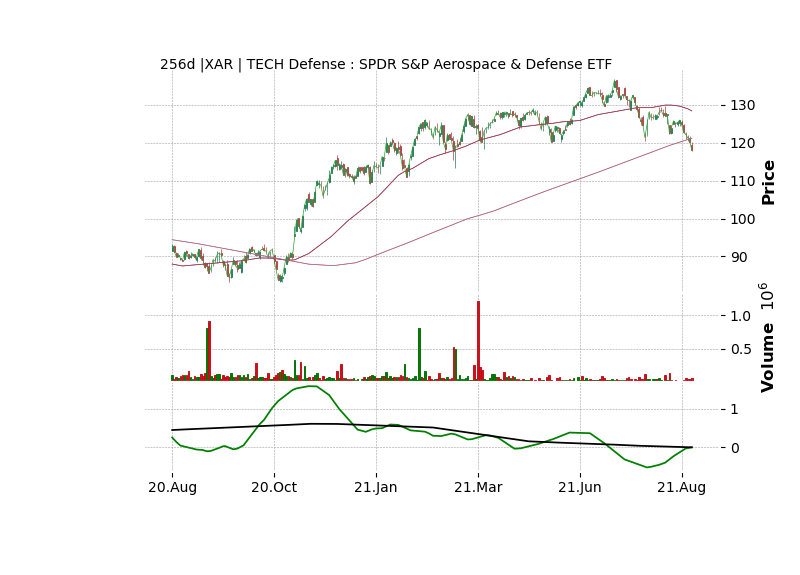 256d |XAR | TECH Defense : SPDR S&P Aerospace & Defense ETF
130
120
110
100
90
Price
10^6
1.0
0.5
Volume
1
0
20.Aug 20.Oct 21.Jan 21.Mar 21.Jun 21.Aug